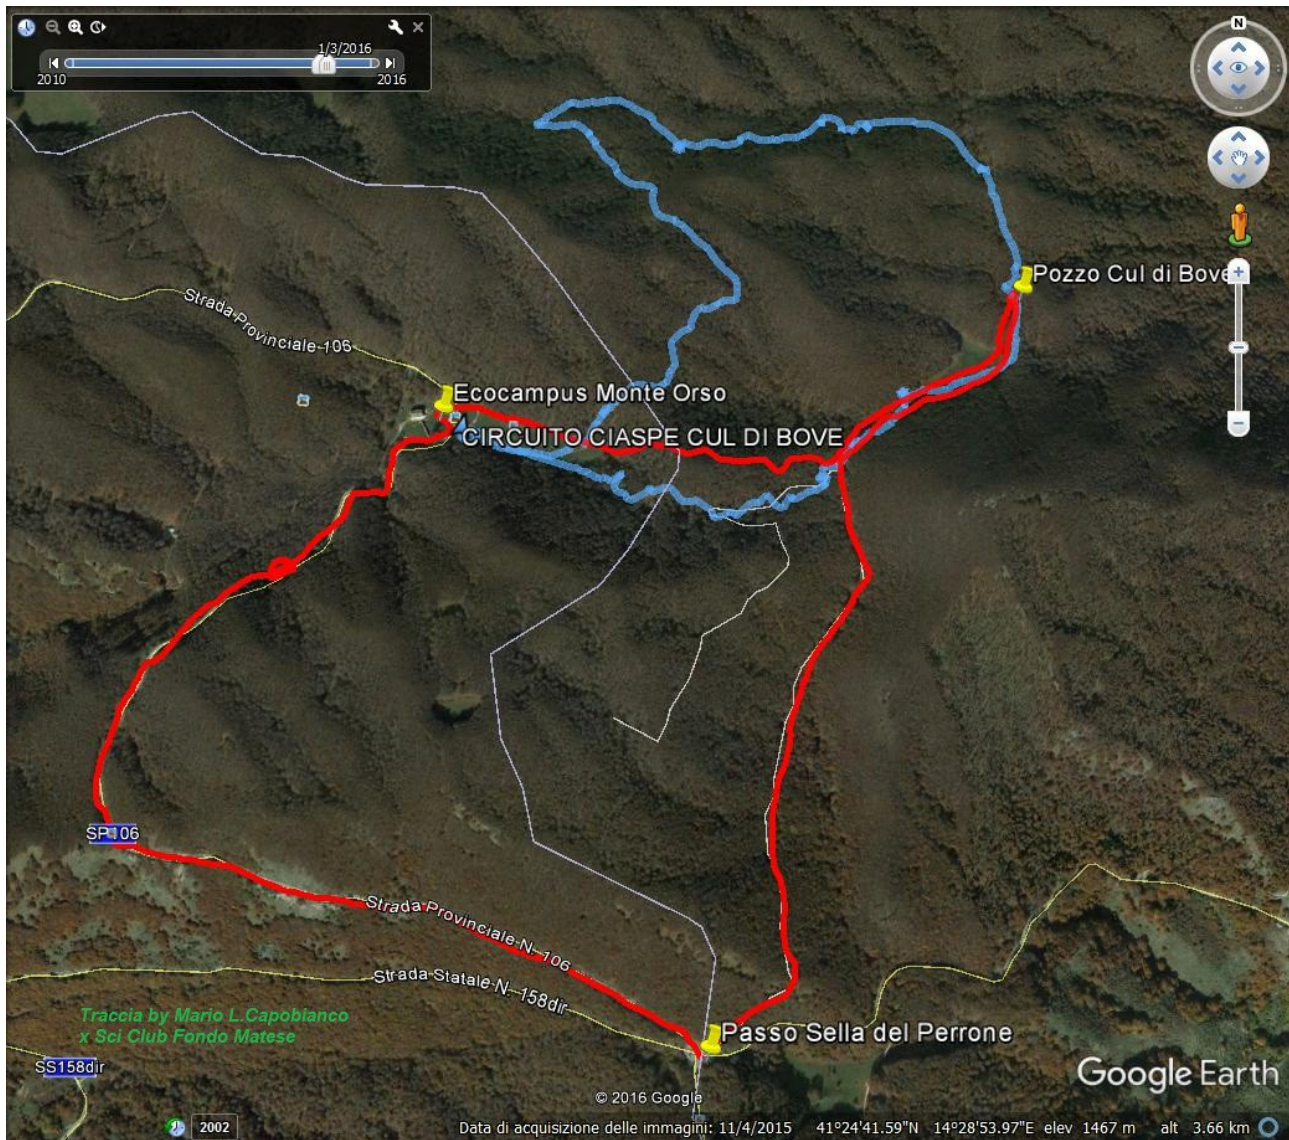 1/3/2016
2010
2016
N
Pozzo Cul di Bove
Strada Provinciale 106
Ecocampus Monte Orso
CIRCUITO CIASPE CUL DI BOVE
SP106
Strada Provinciale N. 106
Strada Statale N. 158dir
Traccia by Mario L.Capobianco
x Sci Club Fondo Matese
Passo Sella del Perrone
SS158dir
Google Earth
© 2016 Google
2002
Data di acquisizione delle immagini: 11/4/2015 41°24'41.59"N 14°28'53.97"E elev 1467 m alt 3.66 km